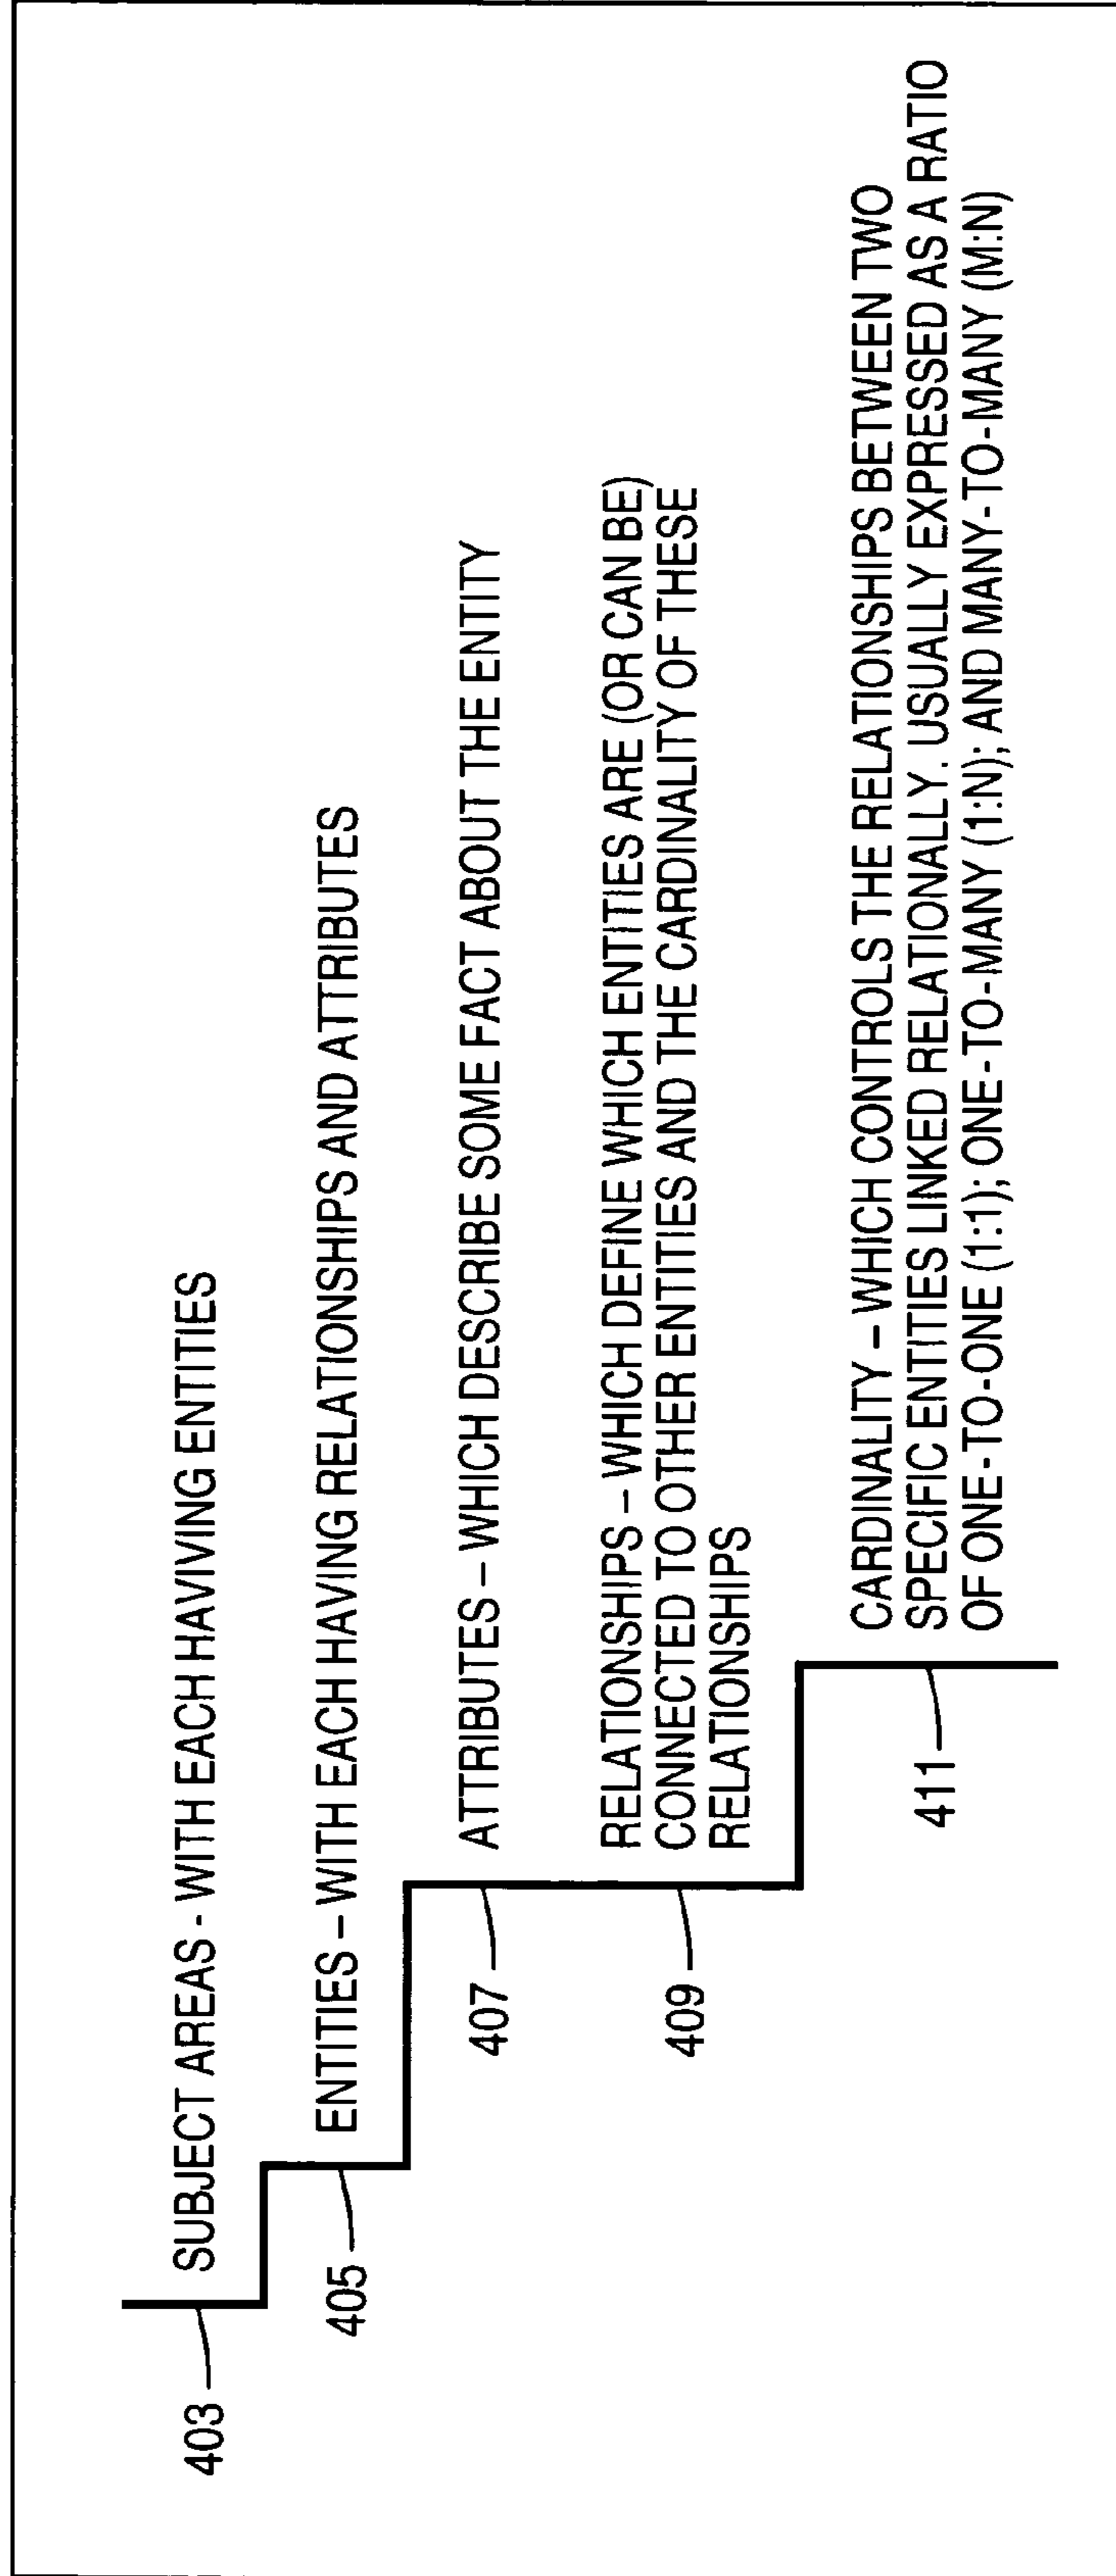 403
SUBJECT AREAS - WITH EACH HAVIVING ENTITIES
405
ENTITIES – WITH EACH HAVING RELATIONSHIPS AND ATTRIBUTES
407
ATTRIBUTES – WHICH DESCRIBE SOME FACT ABOUT THE ENTITY
409
RELATIONSHIPS – WHICH DEFINE WHICH ENTITIES ARE (OR CAN BE)
CONNECTED TO OTHER ENTITIES AND THE CARDINALITY OF THESE
RELATIONSHIPS
411
CARDINALITY – WHICH CONTROLS THE RELATIONSHIPS BETWEEN TWO
SPECIFIC ENTITIES LINKED RELATIONALLY. USUALLY EXPRESSED AS A RATIO
OF ONE-TO-ONE (1:1); ONE-TO-MANY (1:N); AND MANY-TO-MANY (M:N)